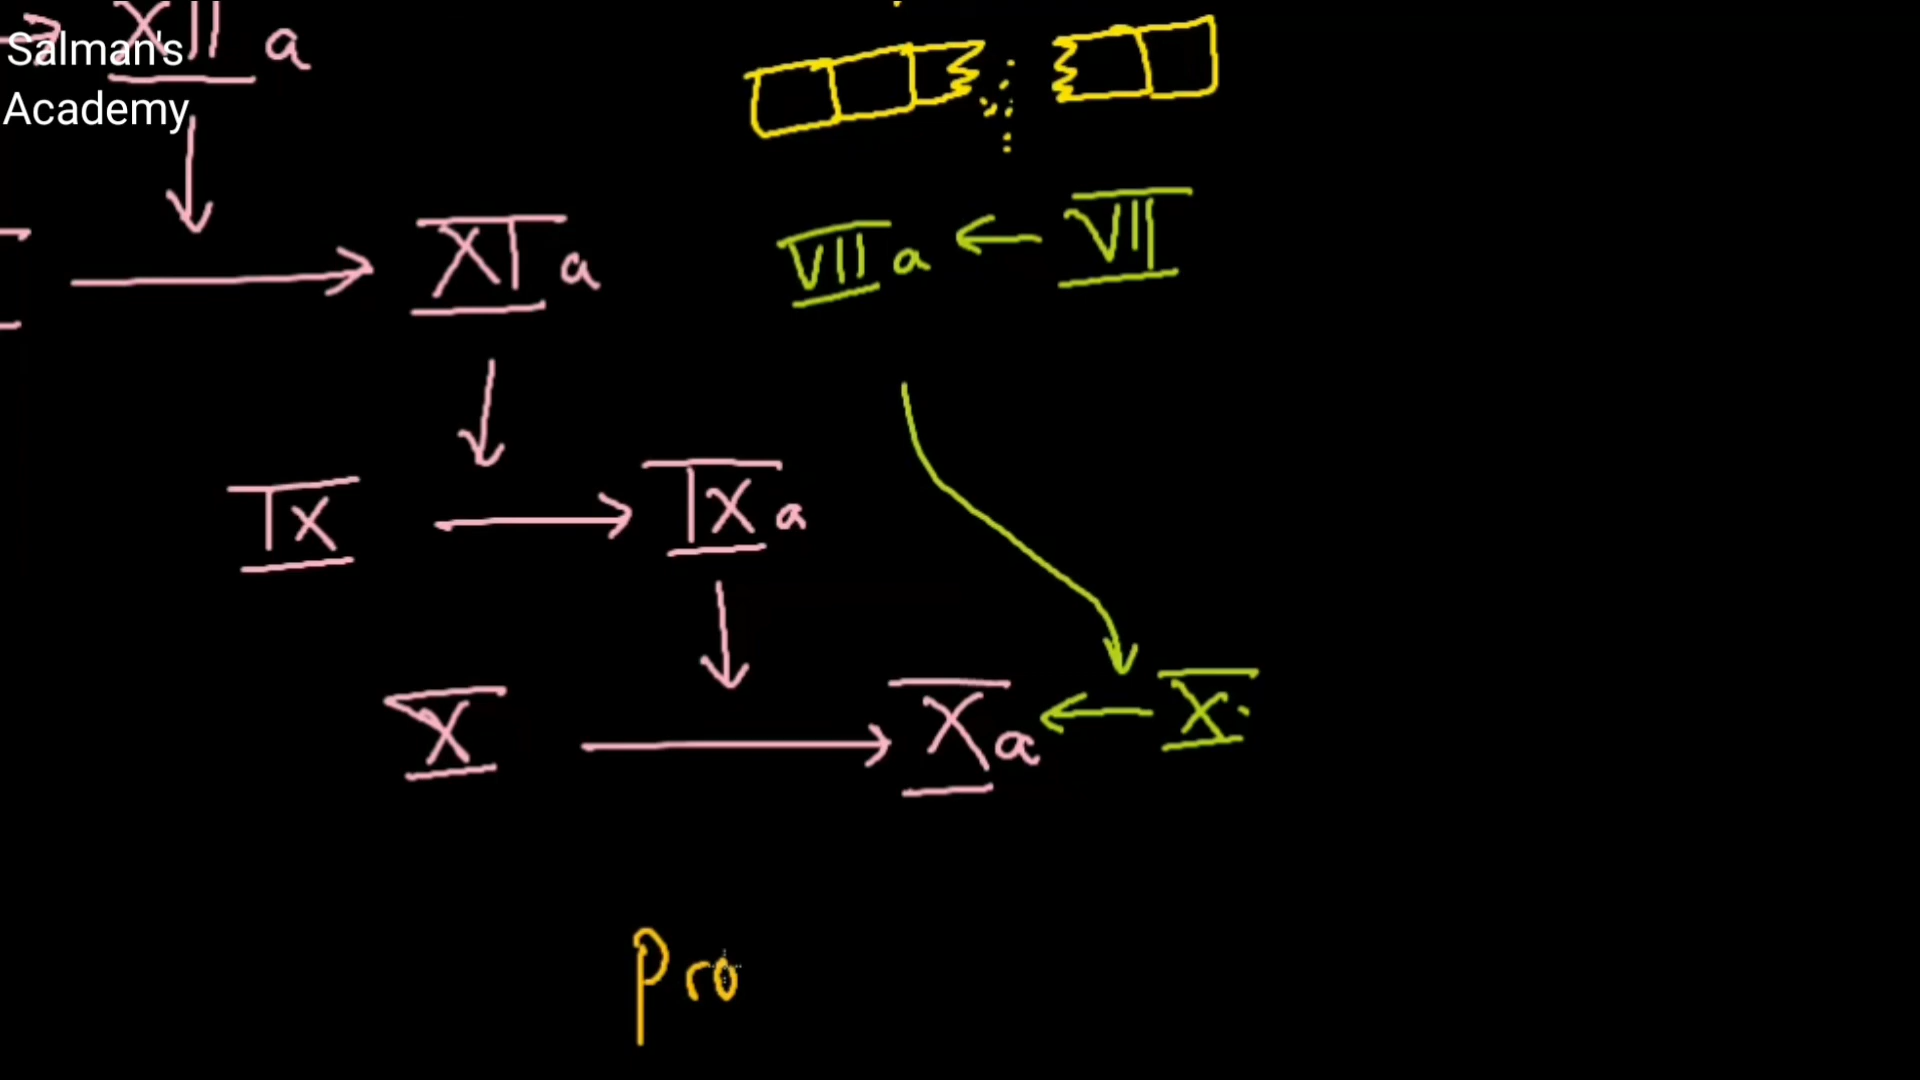 Salman's
Academy
XII a
XI a
VII a ← VII
IX → IX a
X → X a ← X
Pro